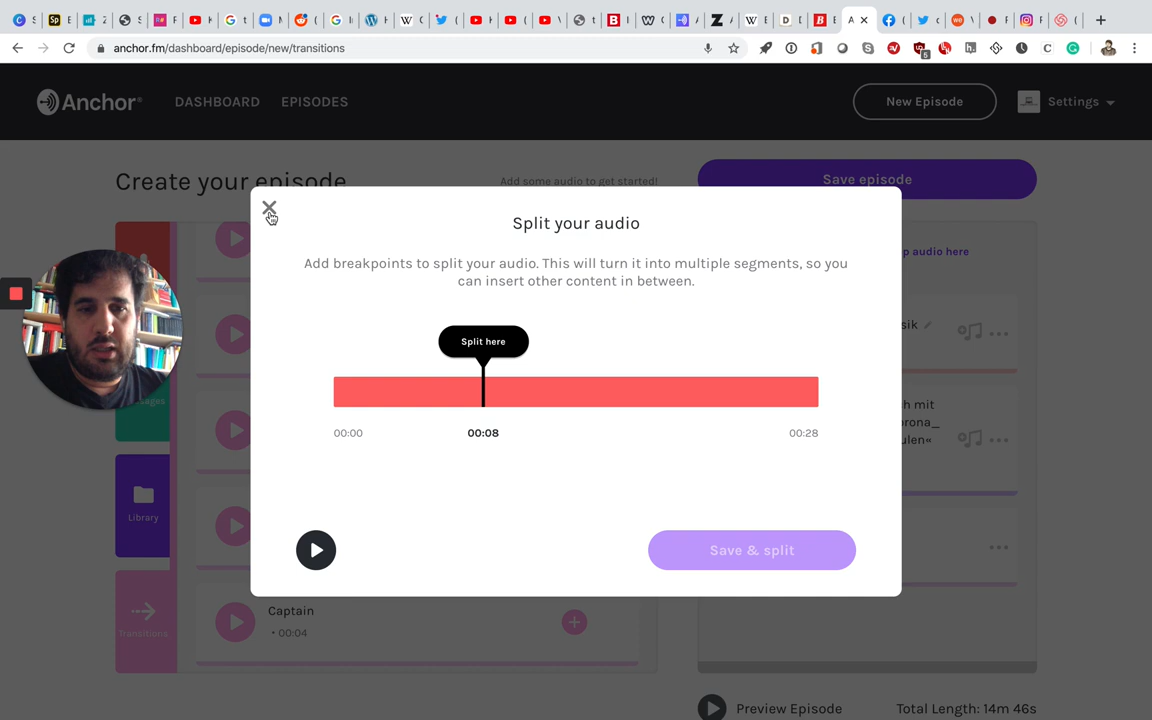 anchor.fm/dashboard/episode/new/transitions
5
Anchor
DASHBOARD
EPISODES
New Episode
Settings
Create your episode
Add some audio to get started!
Save episode
Split your audio
Add breakpoints to split your audio. This will turn it into multiple segments, so you
can insert other content in between.
Split here
00:00
00:08
00:28
Save & split
audio here
Library
Transitions
Captain
• 00:04
Preview Episode
Total Length: 14m 46s